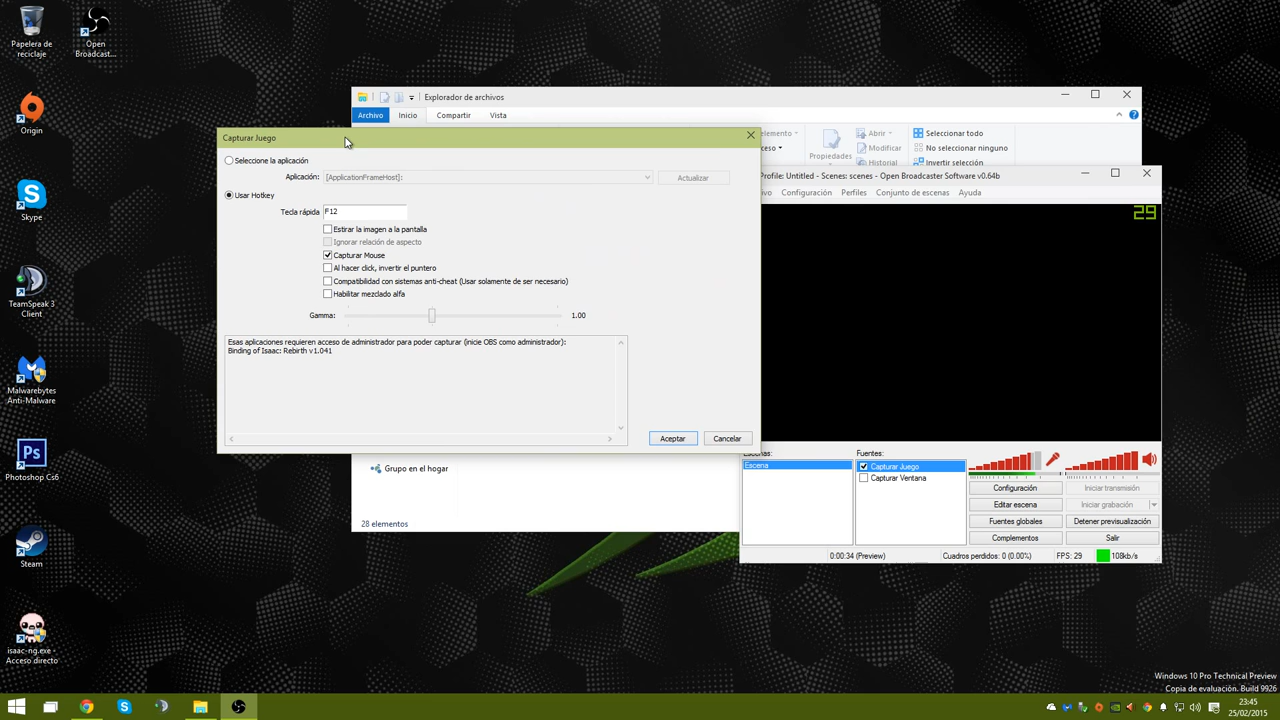 Papelera de
reciclaje
Open
Broadcast...
Origin
Skype
TeamSpeak 3
Client
Malwarebytes
Anti-Malware
Ps
Photoshop Cs6
Steam
isaac-ng.exe -
Acceso directo
Explorador de archivos
Archivo Inicio Compartir Vista
Propiedades
Abrir
Modificar
Historial
Seleccionar todo
No seleccionar ninguno
Invertir selección
Grupo en el hogar
28 elementos
Capturar Juego
Seleccione la aplicación
Aplicación: [ApplicationFrameHost]: Actualizar
Usar Hotkey
Tecla rápida F12
Estirar la imagen a la pantalla
Ignorar relación de aspecto
Capturar Mouse
Al hacer click, invertir el puntero
Compatibilidad con sistemas anti-cheat (Usar solamente de ser necesario)
Habilitar mezclado alfa
Gamma: 1.00
Esas aplicaciones requieren acceso de administrador para poder capturar (inicie OBS como administrador):
Binding of Isaac: Rebirth v1.041
Aceptar Cancelar
Profile: Untitled - Scenes: scenes - Open Broadcaster Software v0.64b
Configuración Perfiles Conjunto de escenas Ayuda
29
Escenas:
Escena
Fuentes:
Capturar Juego
Capturar Ventana
Configuración Iniciar transmisión
Editar escena Iniciar grabación
Fuentes globales Detener previsualización
Complementos Salir
0:00:34 (Preview) Cuadros perdidos: 0 (0.00%) FPS: 29 108kb/s
Windows 10 Pro Technical Preview
Copia de evaluación. Build 9926
23:45
25/02/2015